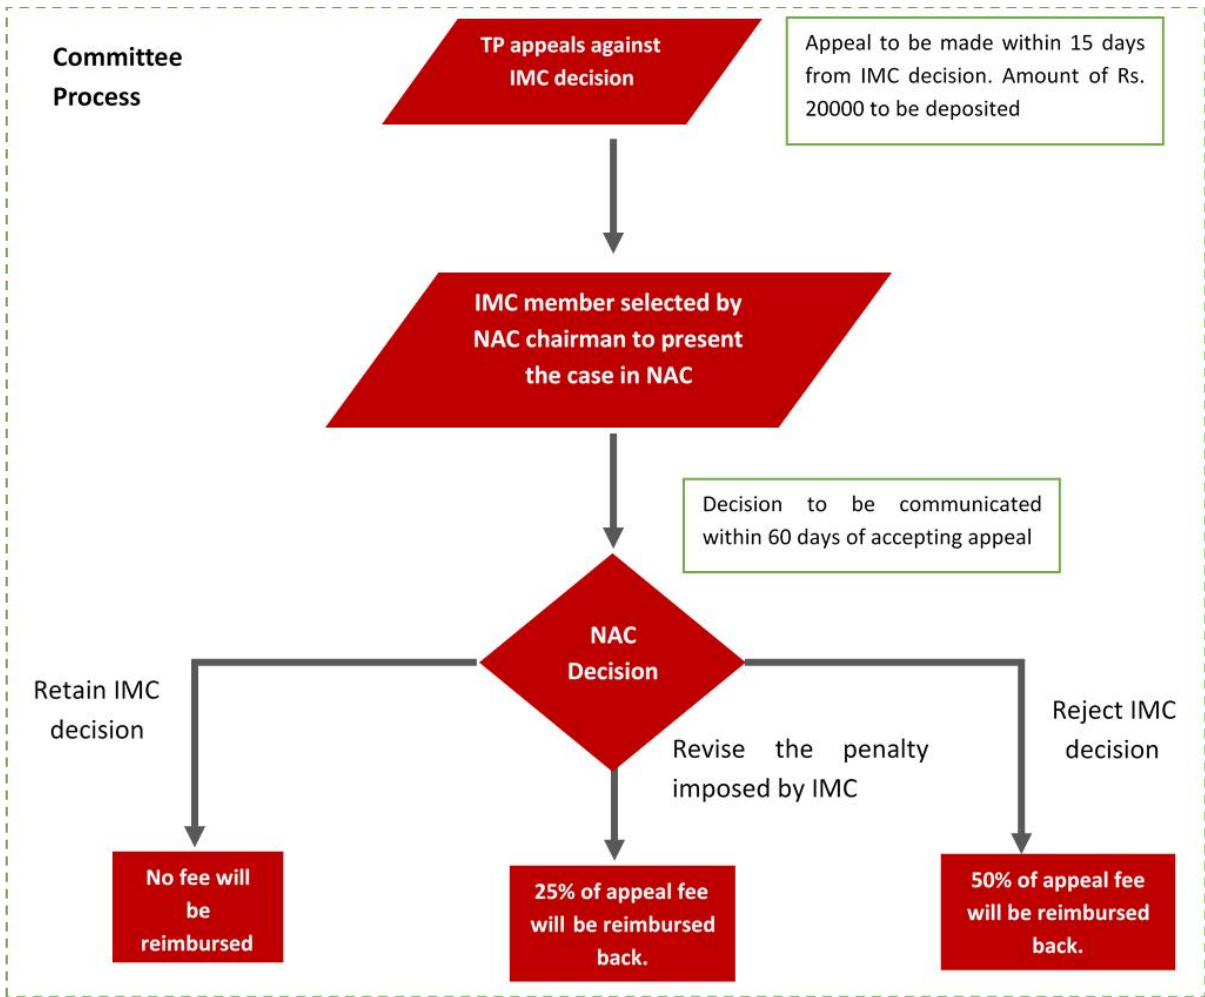 Committee
Process
TP appeals against
IMC decision
Appeal to be made within 15 days
from IMC decision. Amount of Rs.
20000 to be deposited
IMC member selected by
NAC chairman to present
the case in NAC
Decision to be communicated
within 60 days of accepting appeal
NAC
Decision
Retain IMC
decision
Revise the penalty
imposed by IMC
Reject IMC
decision
No fee will
be
reimbursed
25% of appeal fee
will be reimbursed
back.
50% of appeal fee
will be reimbursed
back.